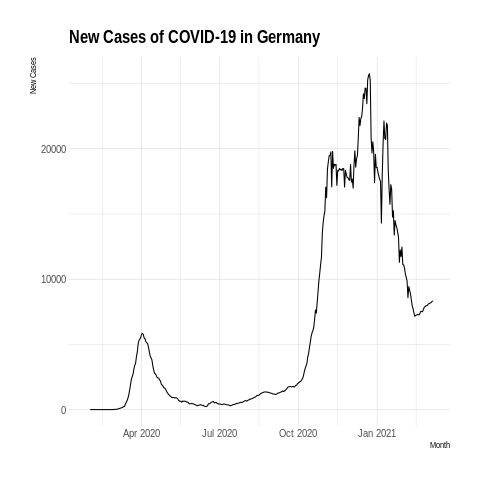 New Cases of COVID-19 in Germany
New Cases
20000
10000
0
Apr 2020
Jul 2020
Oct 2020
Jan 2021
Month